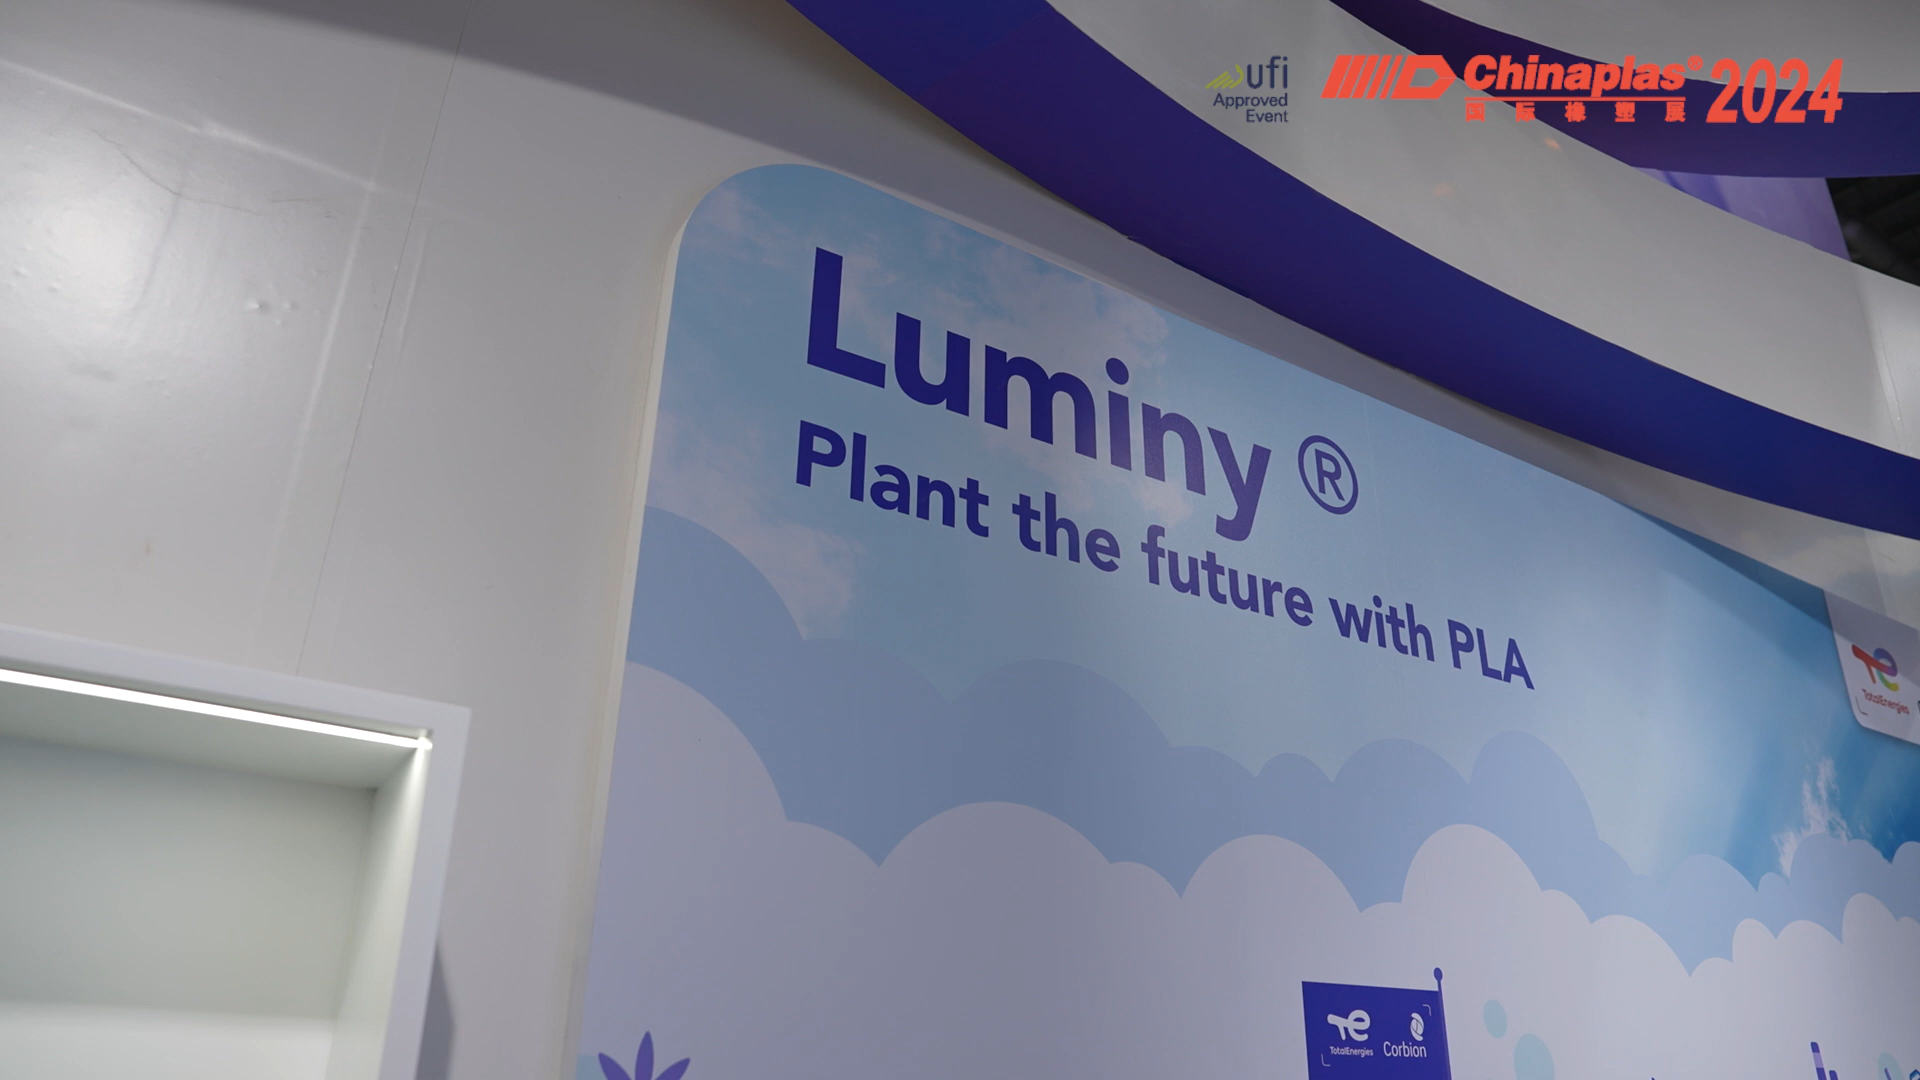 ufi
Approved
Event
Chinaplas®
国际橡塑展
2024
Luminy ®
Plant the future with PLA
TotalEnergies
TotalEnergies
Corbion